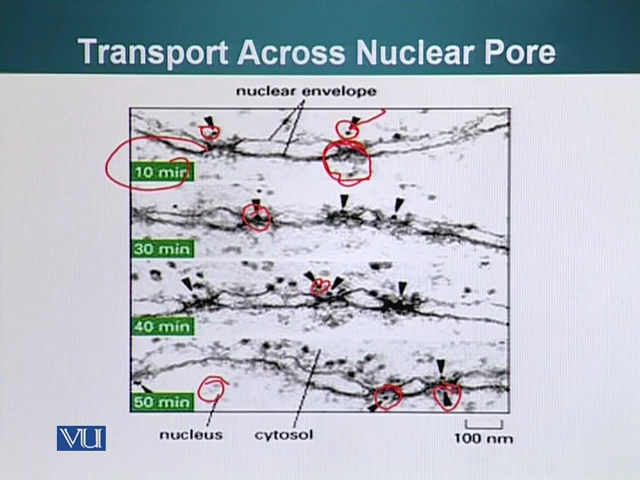 Transport Across Nuclear Pore
nuclear envelope
10 min
30 min
40 min
50 min
nucleus cytosol
100 nm
VU